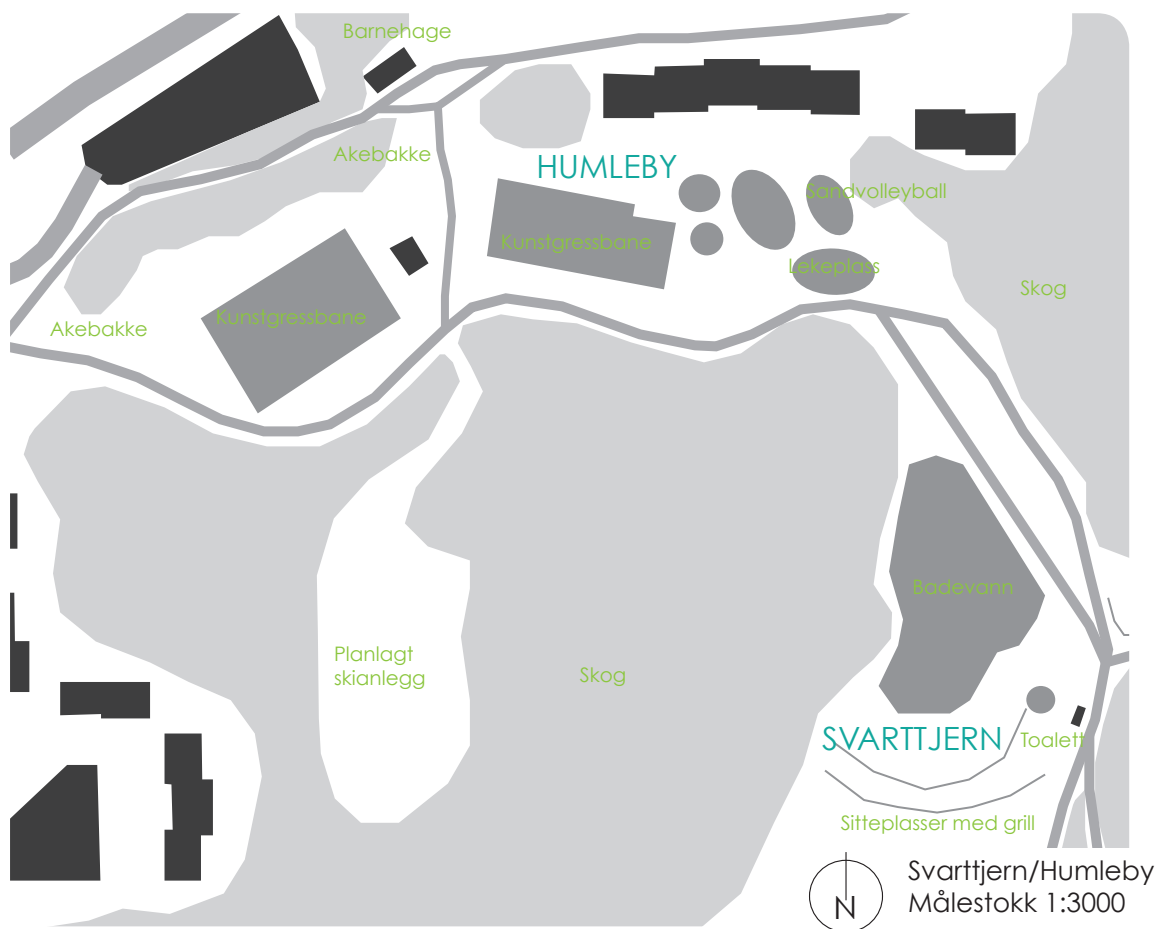 Barnehage
Akebakke
HUMLEBY
Sandvolleyball
Kunstgressbane
Lekeplass
Skog
Kunstgressbane
Akebakke
Badevann
Planlagt
skianlegg
Skog
SVARTTJERN
Toalett
Sitteplasser med grill
N
Svarttjern/Humleby
Målestokk 1:3000